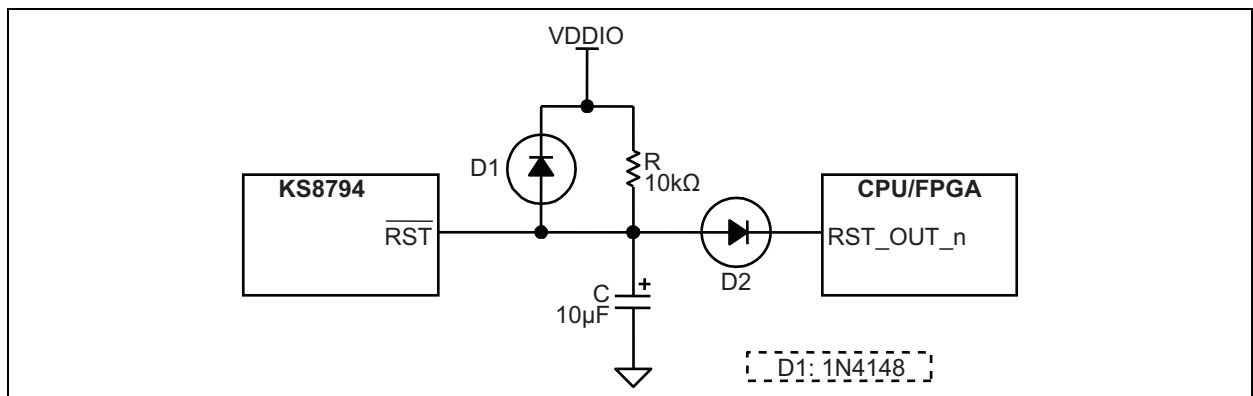 VDDIO
D1
R
10kΩ
KS8794
RST
CPU/FPGA
RST_OUT_n
D2
C
+
10µF
D1: 1N4148